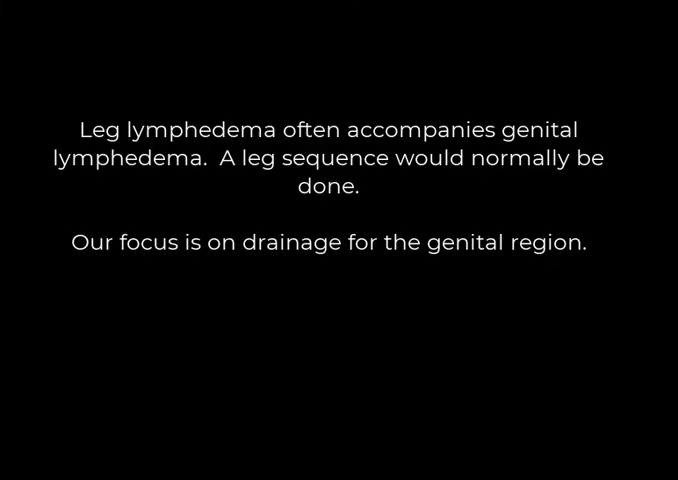 Leg lymphedema often accompanies genital
lymphedema.  A leg sequence would normally be
done.
Our focus is on drainage for the genital region.